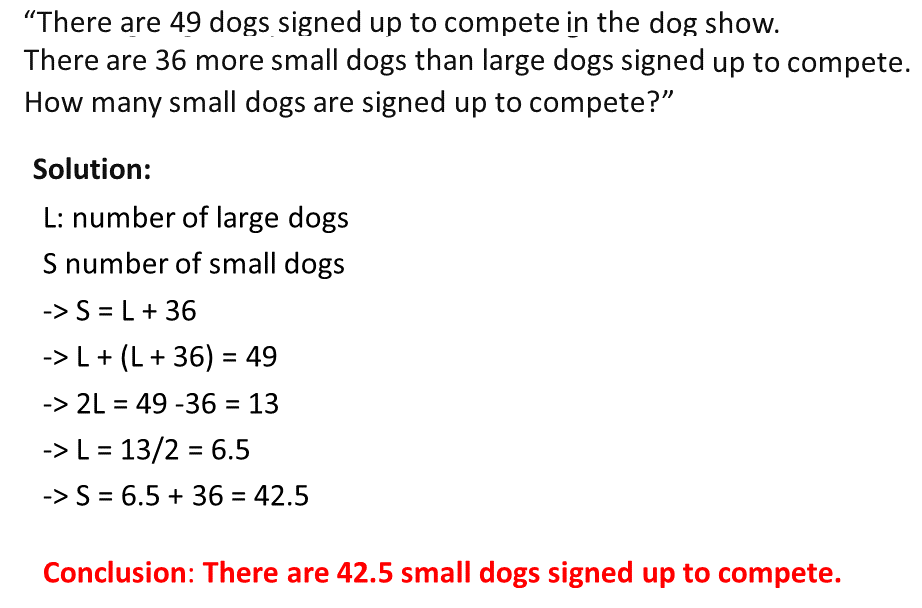 “There are 49 dogs signed up to compete in the dog show.
There are 36 more small dogs than large dogs signed up to compete.
How many small dogs are signed up to compete?”
Solution:
L: number of large dogs
S number of small dogs
-> S = L + 36
-> L + (L + 36) = 49
-> 2L = 49 -36 = 13
-> L = 13/2 = 6.5
-> S = 6.5 + 36 = 42.5
Conclusion: There are 42.5 small dogs signed up to compete.